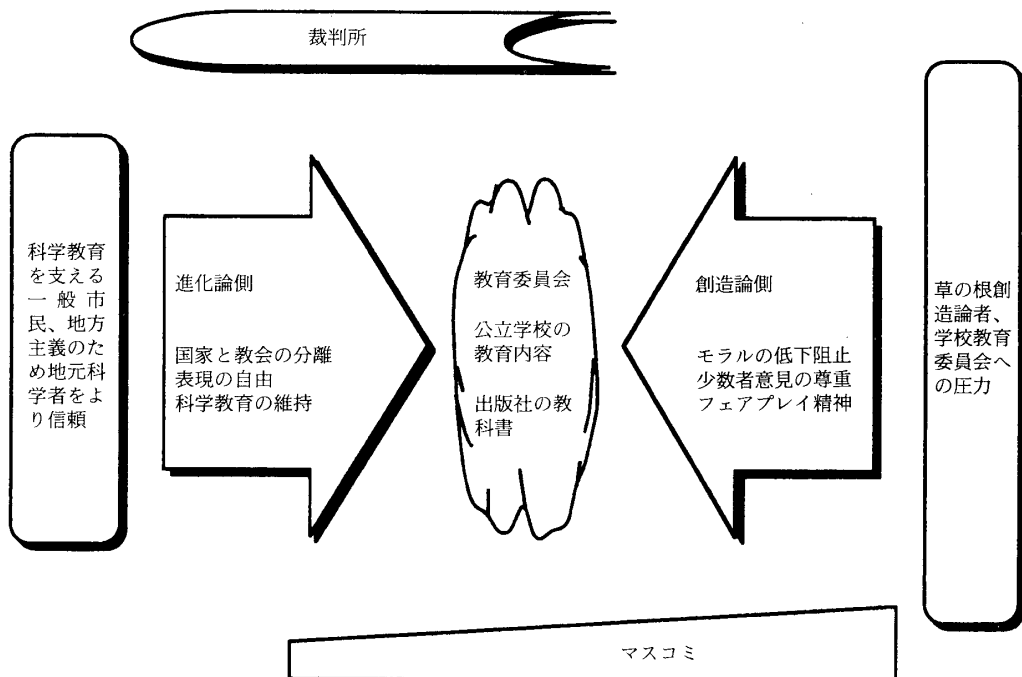 裁判所
科学教育
を支える
一般市
民、地方
主義のた
め地元科
学者をよ
り信頼
進化論側
国家と教会の分離
表現の自由
科学教育の維持
教育委員会
公立学校の
教育内容
出版社の教
科書
創造論側
モラルの低下阻止
少数者意見の尊重
フェアプレイ精神
草の根創
造論者、
学校教育
委員会へ
の圧力
マスコミ